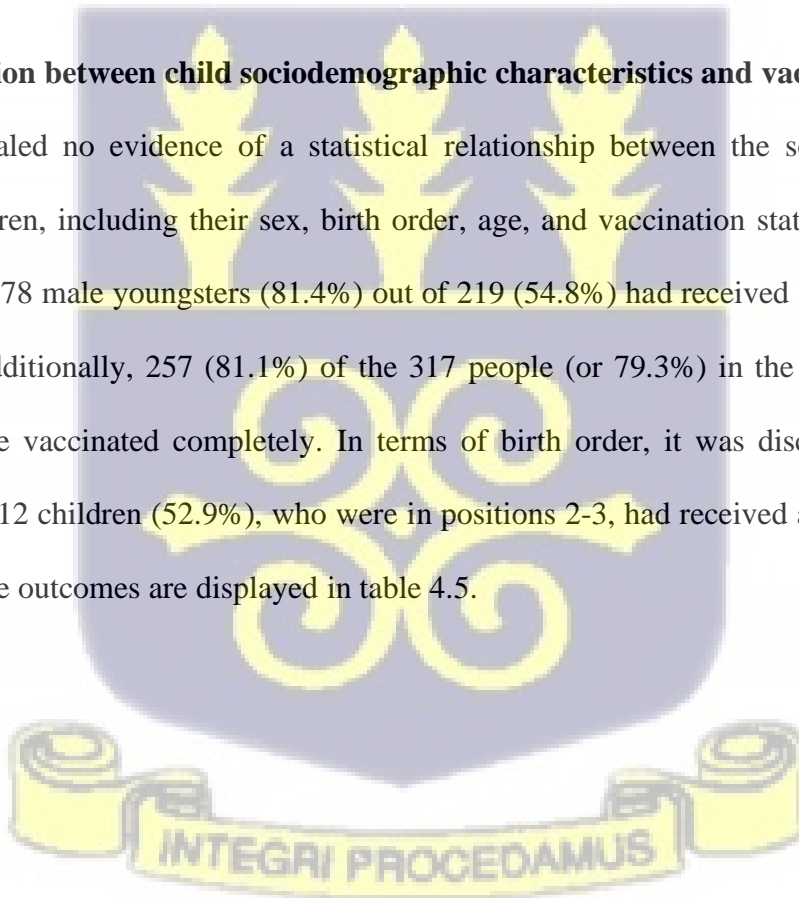 ion between child sociodemographic characteristics and vac
aled no evidence of a statistical relationship between the s
ren, including their sex, birth order, age, and vaccination stat
78 male youngsters (81.4%) out of 219 (54.8%) had received
dditionally, 257 (81.1%) of the 317 people (or 79.3%) in the
e vaccinated completely. In terms of birth order, it was disc
12 children (52.9%), who were in positions 2-3, had received a
e outcomes are displayed in table 4.5.
INTEGRI PROCEDAMUS